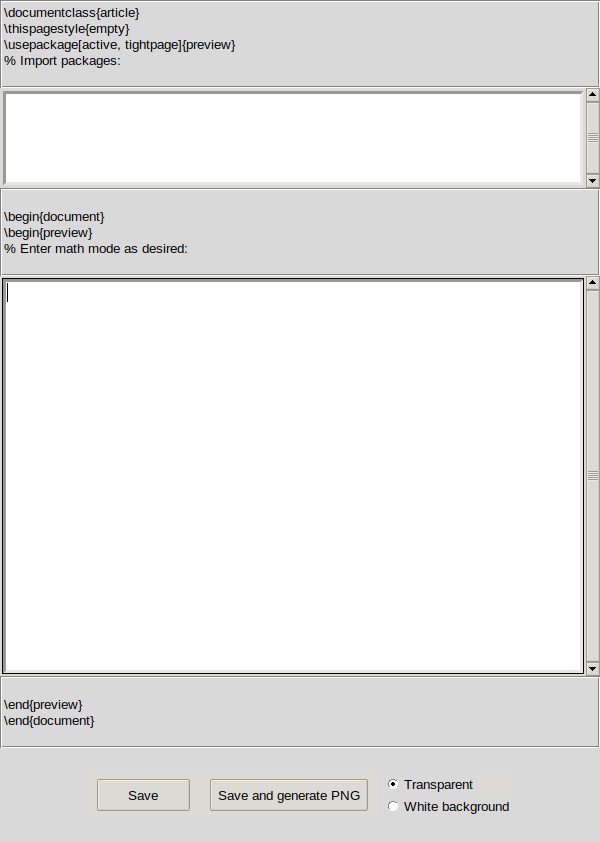 \documentclass{article}
\thispagestyle{empty}
\usepackage[active, tightpage]{preview}
% Import packages:
\begin{document}
\begin{preview}
% Enter math mode as desired:
\end{preview}
\end{document}
Save
Save and generate PNG
Transparent
White background